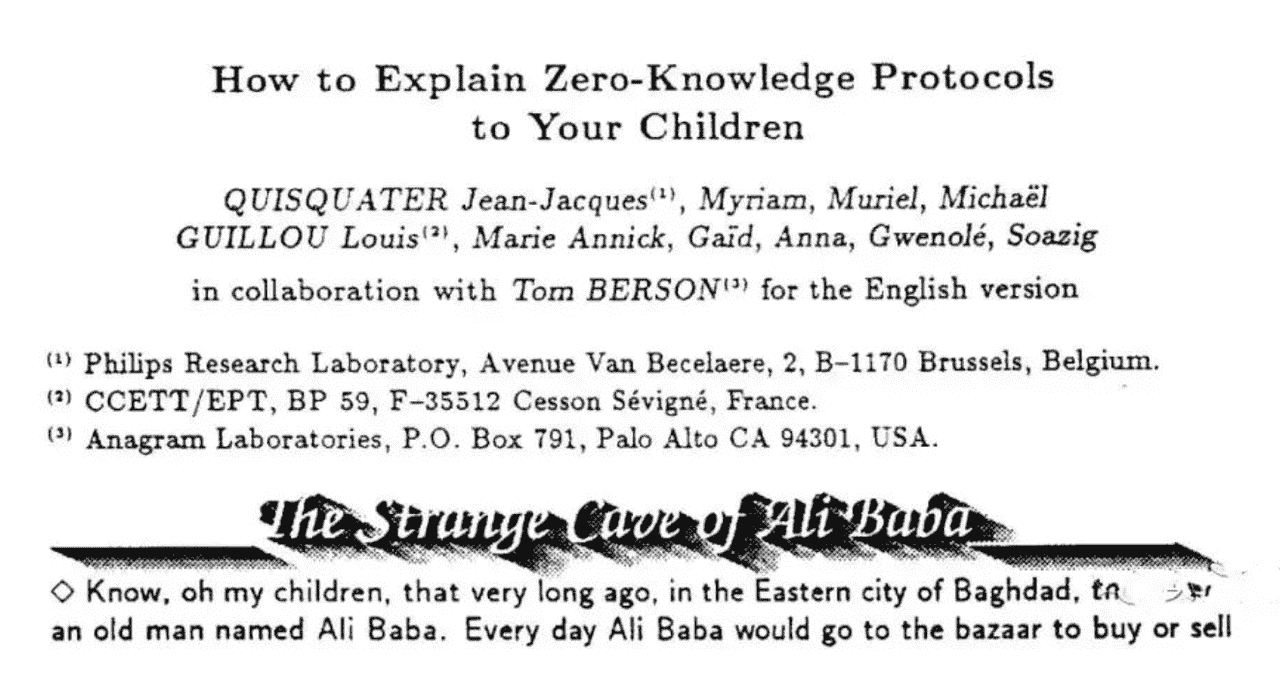 How to Explain Zero-Knowledge Protocols
to Your Children
QUISQUATER Jean-Jacques⁽¹⁾, Myriam, Muriel, Michaël
GUILLOU Louis⁽²⁾, Marie Annick, Gaïd, Anna, Gwenolé, Soazig
in collaboration with Tom BERSON⁽³⁾ for the English version
⁽¹⁾ Philips Research Laboratory, Avenue Van Becelaere, 2, B–1170 Brussels, Belgium.
⁽²⁾ CCETT/EPT, BP 59, F–35512 Cesson Sévigné, France.
⁽³⁾ Anagram Laboratories, P.O. Box 791, Palo Alto CA 94301, USA.
The Strange Cave of Ali Baba
◇ Know, oh my children, that very long ago, in the Eastern city of Baghdad,
an old man named Ali Baba. Every day Ali Baba would go to the bazaar to buy or sell